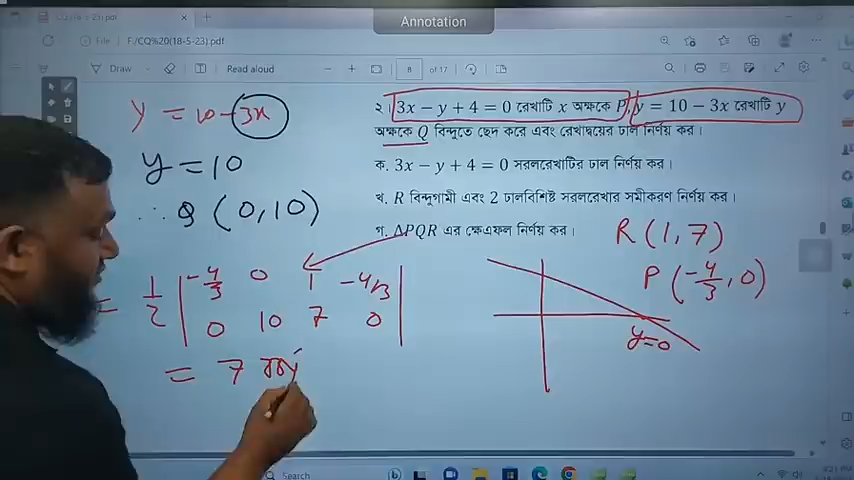 Annotation
File F:/CQ%20(18-5-23).pdf
Draw Read aloud 8 of 17
২। 3x − y + 4 = 0 রেখাটি x অক্ষকে P, y = 10 − 3x রেখাটি y
অক্ষকে Q বিন্দুতে ছেদ করে এবং রেখাদ্বয়ের ঢাল নির্ণয় কর।
ক. 3x − y + 4 = 0 সরলরেখাটির ঢাল নির্ণয় কর।
খ. R বিন্দুগামী এবং 2 ঢালবিশিষ্ট সরলরেখার সমীকরণ নির্ণয় কর।
গ. ΔPQR এর ক্ষেএফল নির্ণয় কর।
y = 10 - 3x
y = 10
∴ Q (0, 10)
= 1/2 | -4/3 0 1 -4/3
0 10 7 0 |
= 7 বর্গ
R (1, 7)
P (-4/3, 0)
y=0
Search